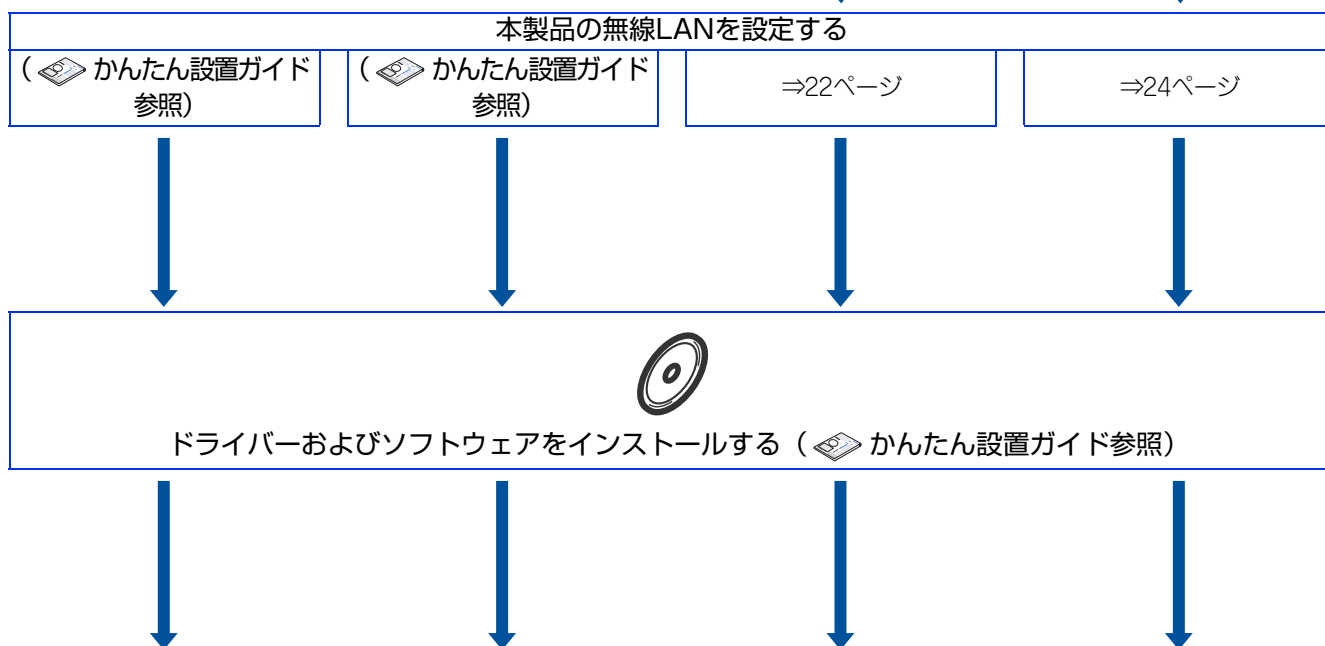 本製品の無線LANを設定する
( かんたん設置ガイド
参照)
( かんたん設置ガイド
参照)
⇒22ページ
⇒24ページ
ドライバーおよびソフトウェアをインストールする( かんたん設置ガイド参照)